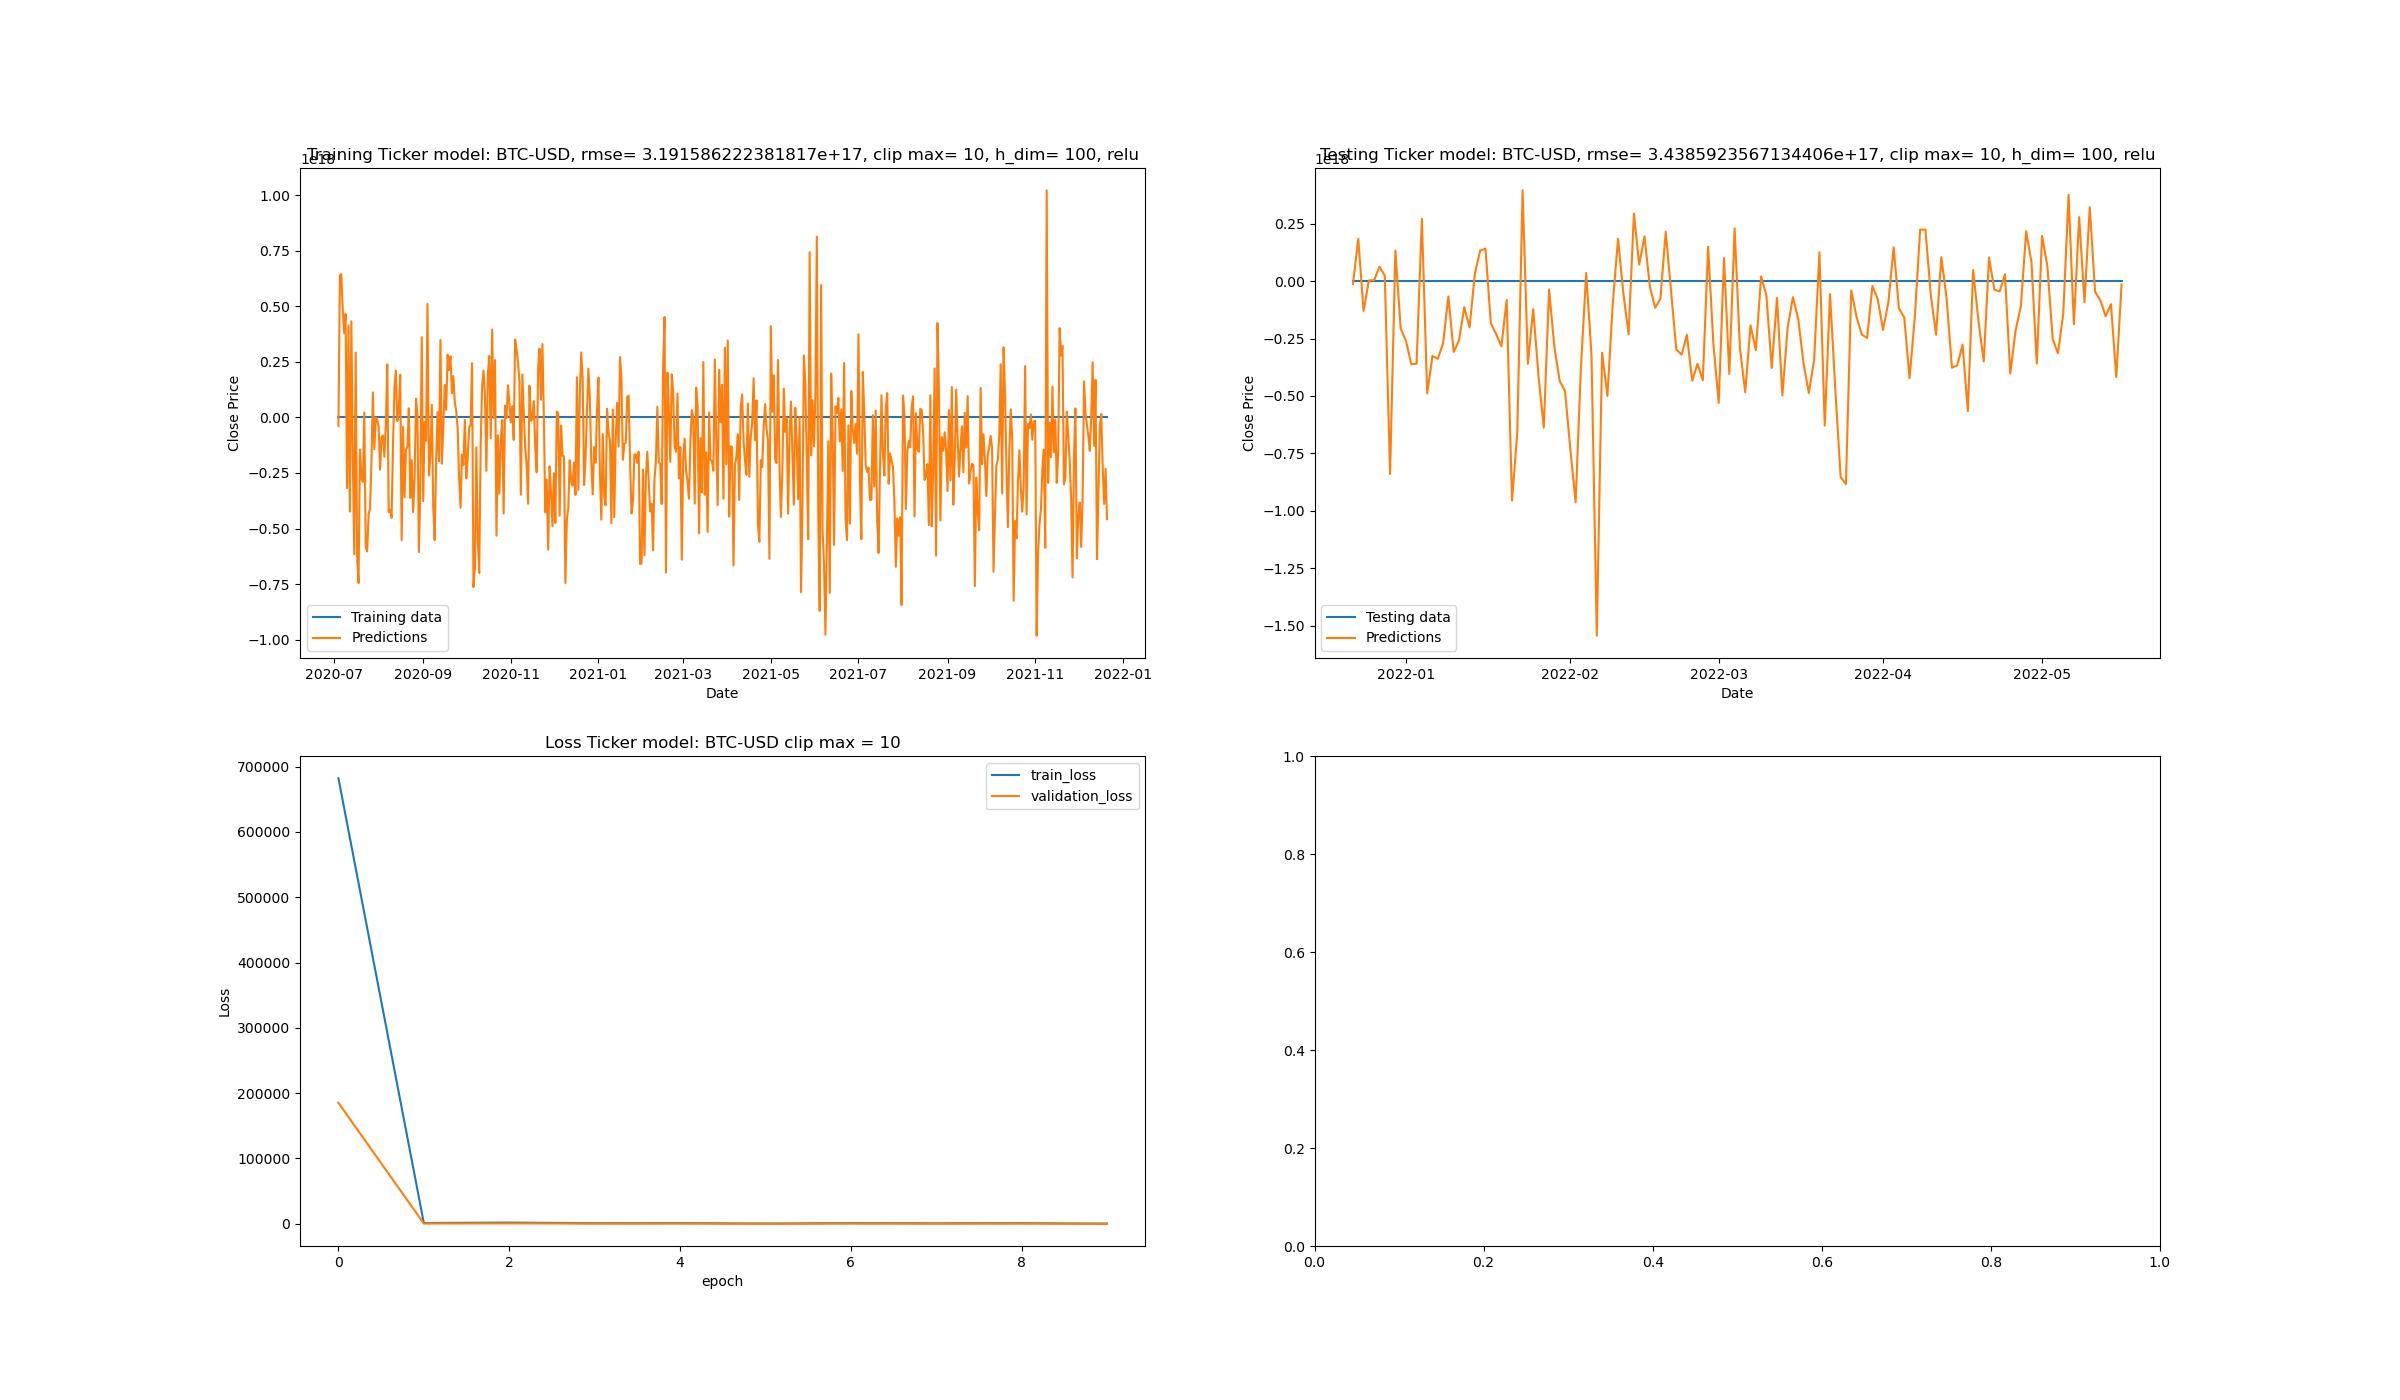 Training Ticker model: BTC-USD, rmse= 3.191586222381817e+17, clip max= 10, h_dim= 100, relu
1e18
1.00
0.75
0.50
0.25
0.00
−0.25
−0.50
−0.75
−1.00
Close Price
Training data
Predictions
2020-07 2020-09 2020-11 2021-01 2021-03 2021-05 2021-07 2021-09 2021-11 2022-01
Date
Testing Ticker model: BTC-USD, rmse= 3.4385923567134406e+17, clip max= 10, h_dim= 100, relu
1e18
0.25
0.00
−0.25
−0.50
−0.75
−1.00
−1.25
−1.50
Close Price
Testing data
Predictions
2022-01 2022-02 2022-03 2022-04 2022-05
Date
Loss Ticker model: BTC-USD clip max = 10
700000
600000
500000
400000
300000
200000
100000
0
Loss
train_loss
validation_loss
0 2 4 6 8
epoch
1.0
0.8
0.6
0.4
0.2
0.0
0.0 0.2 0.4 0.6 0.8 1.0